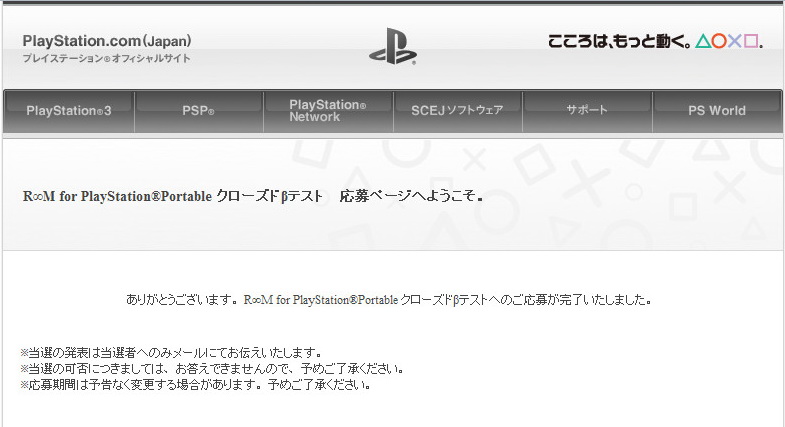 PlayStation.com(Japan)
プレイステーション®オフィシャルサイト
こころは、もっと動く。△○×□.
PlayStation®3
PSP®
PlayStation®
Network
SCEJ ソフトウェア
サポート
PS World
R∞M for PlayStation®Portable クローズドβテスト　応募ページへようこそ。
ありがとうございます。R∞M for PlayStation®Portable クローズドβテストへのご応募が完了いたしました。
※当選の発表は当選者へのみメールにてお伝えいたします。
※当選の可否につきましては、お答えできませんので、予めご了承ください。
※応募期間は予告なく変更する場合があります。予めご了承ください。